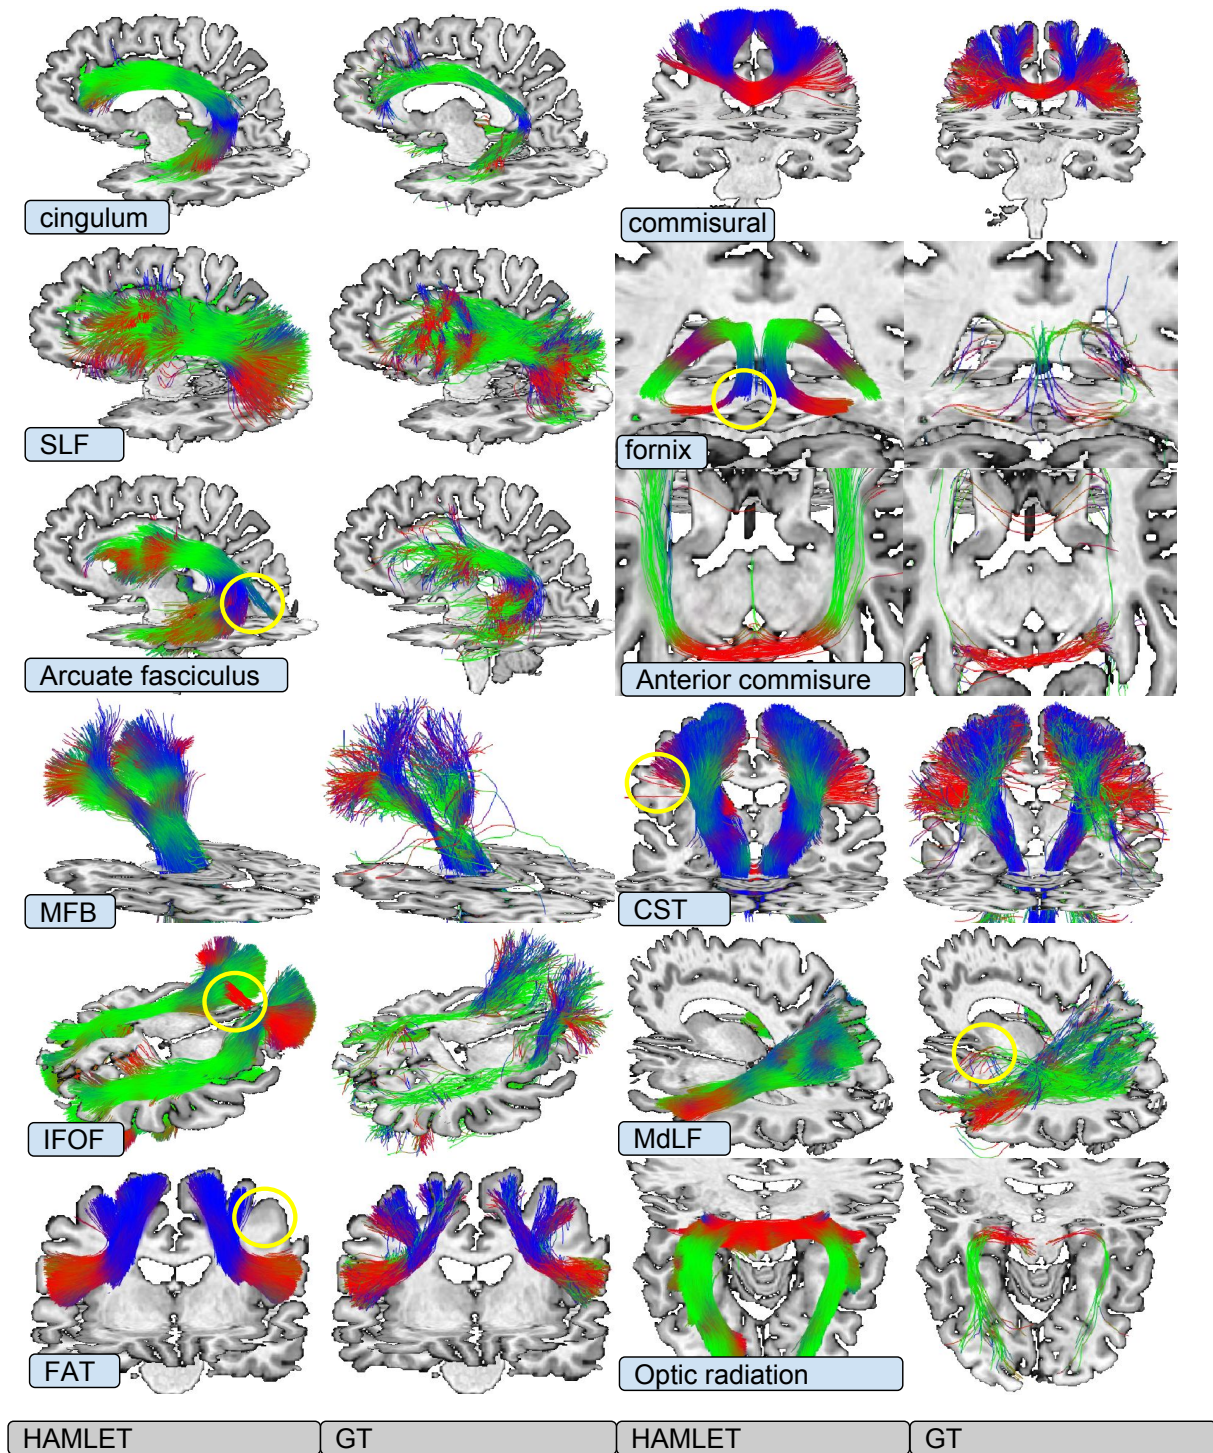 cingulum
commisural
SLF
fornix
Arcuate fasciculus
Anterior commisure
MFB
CST
IFOF
MdLF
FAT
Optic radiation
HAMLET
GT
HAMLET
GT